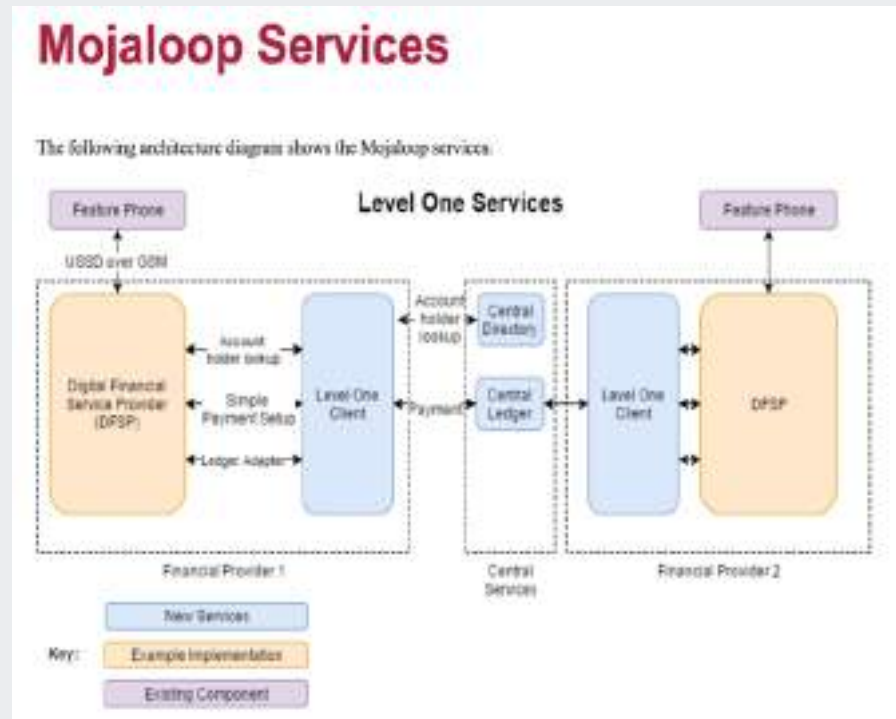 Mojaloop Services
The following architecture diagram shows the Mojaloop services.
Level One Services
Feature Phone
Feature Phone
USSD over GSM
Digital Financial
Service Provider
(DFSP)
Account
holder lookup
Simple
Payment Setup
Ledger Adapter
Level One
Client
Account
holder
lookup
Payment
Central
Directory
Central
Ledger
Level One
Client
DFSP
Financial Provider 1
Central
Services
Financial Provider 2
Key:
New Services
Example Implementation
Existing Component